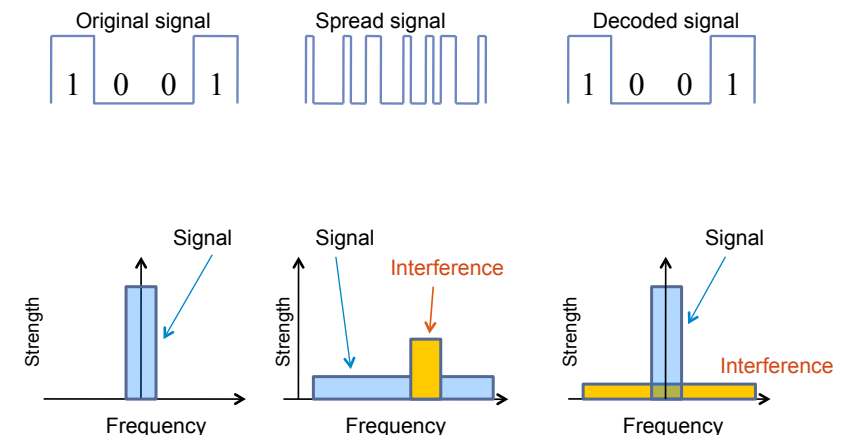 Original signal
Spread signal
Decoded signal
1 0 0 1
1 0 0 1
Signal
Signal
Interference
Signal
Interference
Strength
Strength
Strength
Frequency
Frequency
Frequency